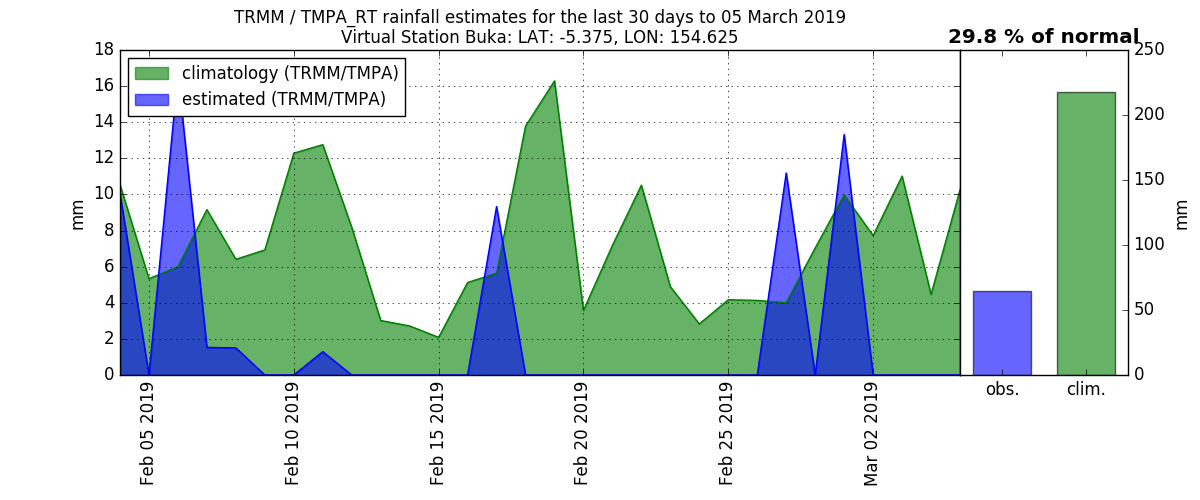 TRMM / TMPA_RT rainfall estimates for the last 30 days to 05 March 2019
Virtual Station Buka: LAT: -5.375, LON: 154.625
29.8 % of normal
climatology (TRMM/TMPA)
estimated (TRMM/TMPA)
18
16
14
12
10
8
6
4
2
0
mm
Feb 05 2019
Feb 10 2019
Feb 15 2019
Feb 20 2019
Feb 25 2019
Mar 02 2019
250
200
150
100
50
0
mm
obs.
clim.